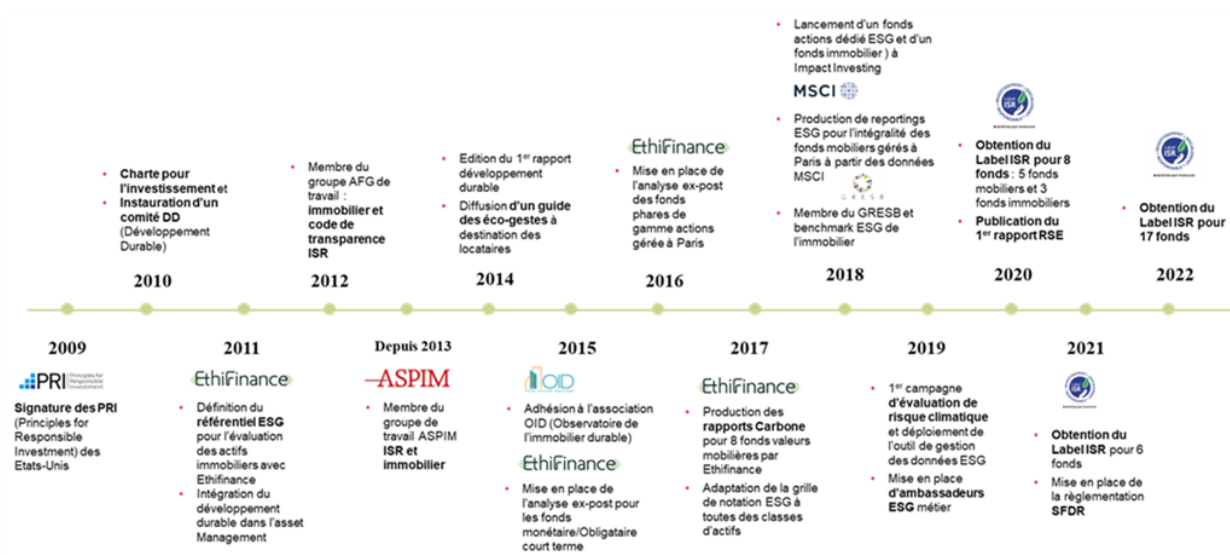 2009
PRI Principles for Responsible Investment
Signature des PRI
(Principles for
Responsible
Investment) des
Etats-Unis
Charte pour
l'investissement et
Instauration d'un
comité DD
(Développement
Durable)
2010
2011
EthiFinance
Définition du
référentiel ESG
pour l'évaluation
des actifs
immobiliers avec
Ethifinance
Intégration du
développement
durable dans l'asset
Management
Membre du
groupe AFG de
travail :
immobilier et
code de
transparence
ISR
2012
Depuis 2013
ASPIM
Membre du
groupe de
travail ASPIM
ISR et
immobilier
Edition du 1er rapport
développement
durable
Diffusion d'un guide
des éco-gestes à
destination des
locataires
2014
2015
OID
Adhésion à l'association
OID (Observatoire de
l'immobilier durable)
EthiFinance
Mise en place de
l'analyse ex-post pour
les fonds
monétaire/Obligataire
court terme
EthiFinance
Mise en place de
l'analyse ex-post
des fonds
phares de
gamme actions
gérée à Paris
2016
2017
EthiFinance
Production des
rapports Carbone
pour 8 fonds valeurs
mobilières par
Ethifinance
Adaptation de la grille
de notation ESG à
toutes des classes
d'actifs
Lancement d'un fonds
actions dédié ESG et d'un
fonds immobilier ) à
Impact Investing
MSCI
Production de reportings
ESG pour l'intégralité des
fonds mobiliers gérés à
Paris à partir des données
MSCI
GRESB
Membre du GRESB et
benchmark ESG de
l'immobilier
2018
2019
1er campagne
d'évaluation de
risque climatique
et déploiement de
l'outil de gestion
des données ESG
Mise en place
d'ambassadeurs
ESG métier
Obtention du
Label ISR pour 8
fonds : 5 fonds
mobiliers et 3
fonds immobiliers
Publication du
1er rapport RSE
2020
2021
Obtention du
Label ISR pour 6
fonds
Mise en place de
la règlementation
SFDR
Obtention du
Label ISR pour
17 fonds
2022